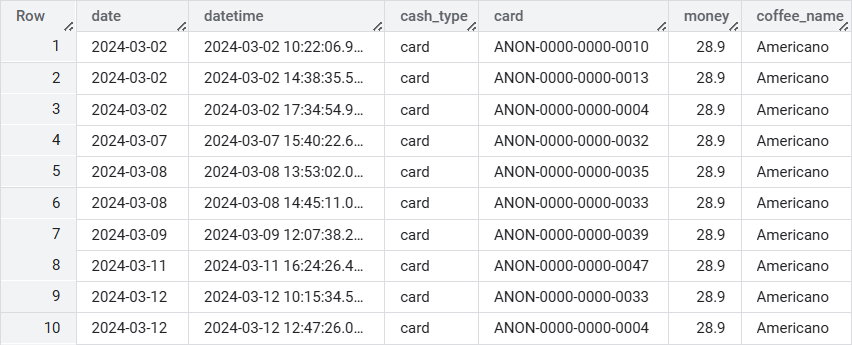 Row date datetime cash_type card money coffee_name
1 2024-03-02 2024-03-02 10:22:06.9... card ANON-0000-0000-0010 28.9 Americano
2 2024-03-02 2024-03-02 14:38:35.5... card ANON-0000-0000-0013 28.9 Americano
3 2024-03-02 2024-03-02 17:34:54.9... card ANON-0000-0000-0004 28.9 Americano
4 2024-03-07 2024-03-07 15:40:22.6... card ANON-0000-0000-0032 28.9 Americano
5 2024-03-08 2024-03-08 13:53:02.0... card ANON-0000-0000-0035 28.9 Americano
6 2024-03-08 2024-03-08 14:45:11.0... card ANON-0000-0000-0033 28.9 Americano
7 2024-03-09 2024-03-09 12:07:38.2... card ANON-0000-0000-0039 28.9 Americano
8 2024-03-11 2024-03-11 16:24:26.4... card ANON-0000-0000-0047 28.9 Americano
9 2024-03-12 2024-03-12 10:15:34.5... card ANON-0000-0000-0033 28.9 Americano
10 2024-03-12 2024-03-12 12:47:26.0... card ANON-0000-0000-0004 28.9 Americano